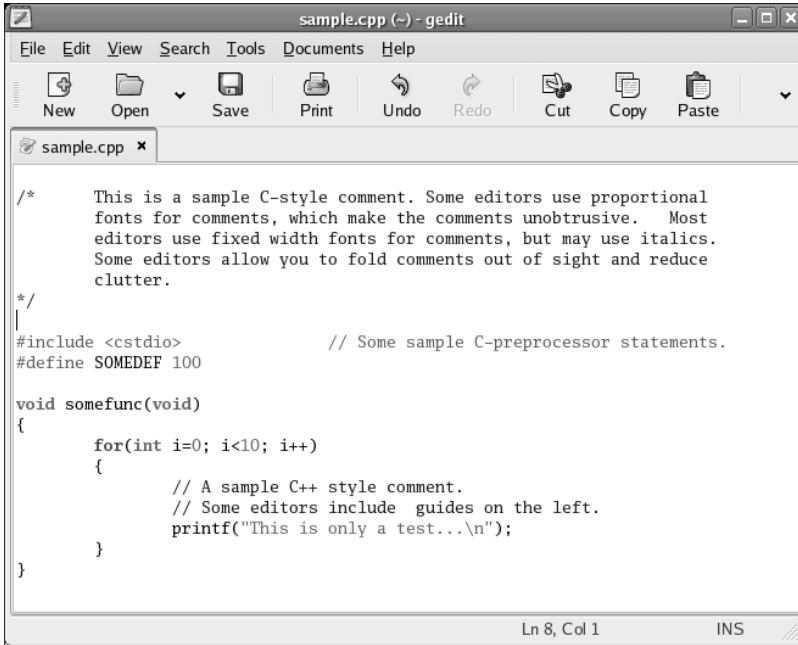 sample.cpp (~) - gedit
File Edit View Search Tools Documents Help
New Open Save Print Undo Redo Cut Copy Paste
sample.cpp
/* This is a sample C-style comment. Some editors use proportional
fonts for comments, which make the comments unobtrusive. Most
editors use fixed width fonts for comments, but may use italics.
Some editors allow you to fold comments out of sight and reduce
clutter.
*/
#include <cstdio> // Some sample C-preprocessor statements.
#define SOMEDEF 100
void somefunc(void)
{
for(int i=0; i<10; i++)
{
// A sample C++ style comment.
// Some editors include guides on the left.
printf("This is only a test...\n");
}
}
Ln 8, Col 1 INS